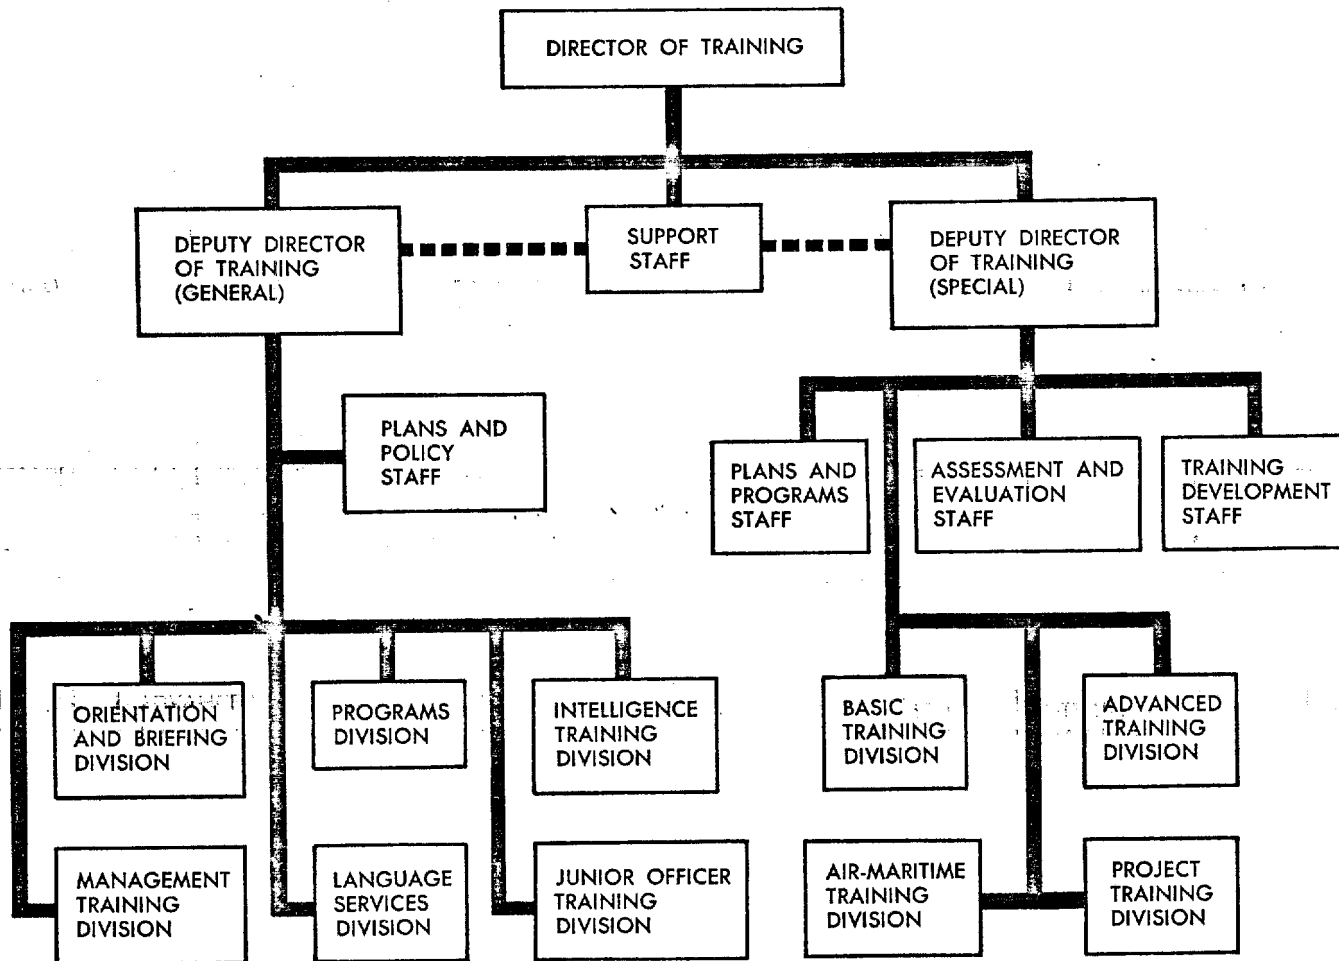 DIRECTOR OF TRAINING
DEPUTY DIRECTOR
OF TRAINING
(GENERAL)
SUPPORT
STAFF
DEPUTY DIRECTOR
OF TRAINING
(SPECIAL)
PLANS AND
POLICY
STAFF
PLANS AND
PROGRAMS
STAFF
ASSESSMENT AND
EVALUATION
STAFF
TRAINING
DEVELOPMENT
STAFF
ORIENTATION
AND BRIEFING
DIVISION
PROGRAMS
DIVISION
INTELLIGENCE
TRAINING
DIVISION
BASIC
TRAINING
DIVISION
ADVANCED
TRAINING
DIVISION
MANAGEMENT
TRAINING
DIVISION
LANGUAGE
SERVICES
DIVISION
JUNIOR OFFICER
TRAINING
DIVISION
AIR-MARITIME
TRAINING
DIVISION
PROJECT
TRAINING
DIVISION